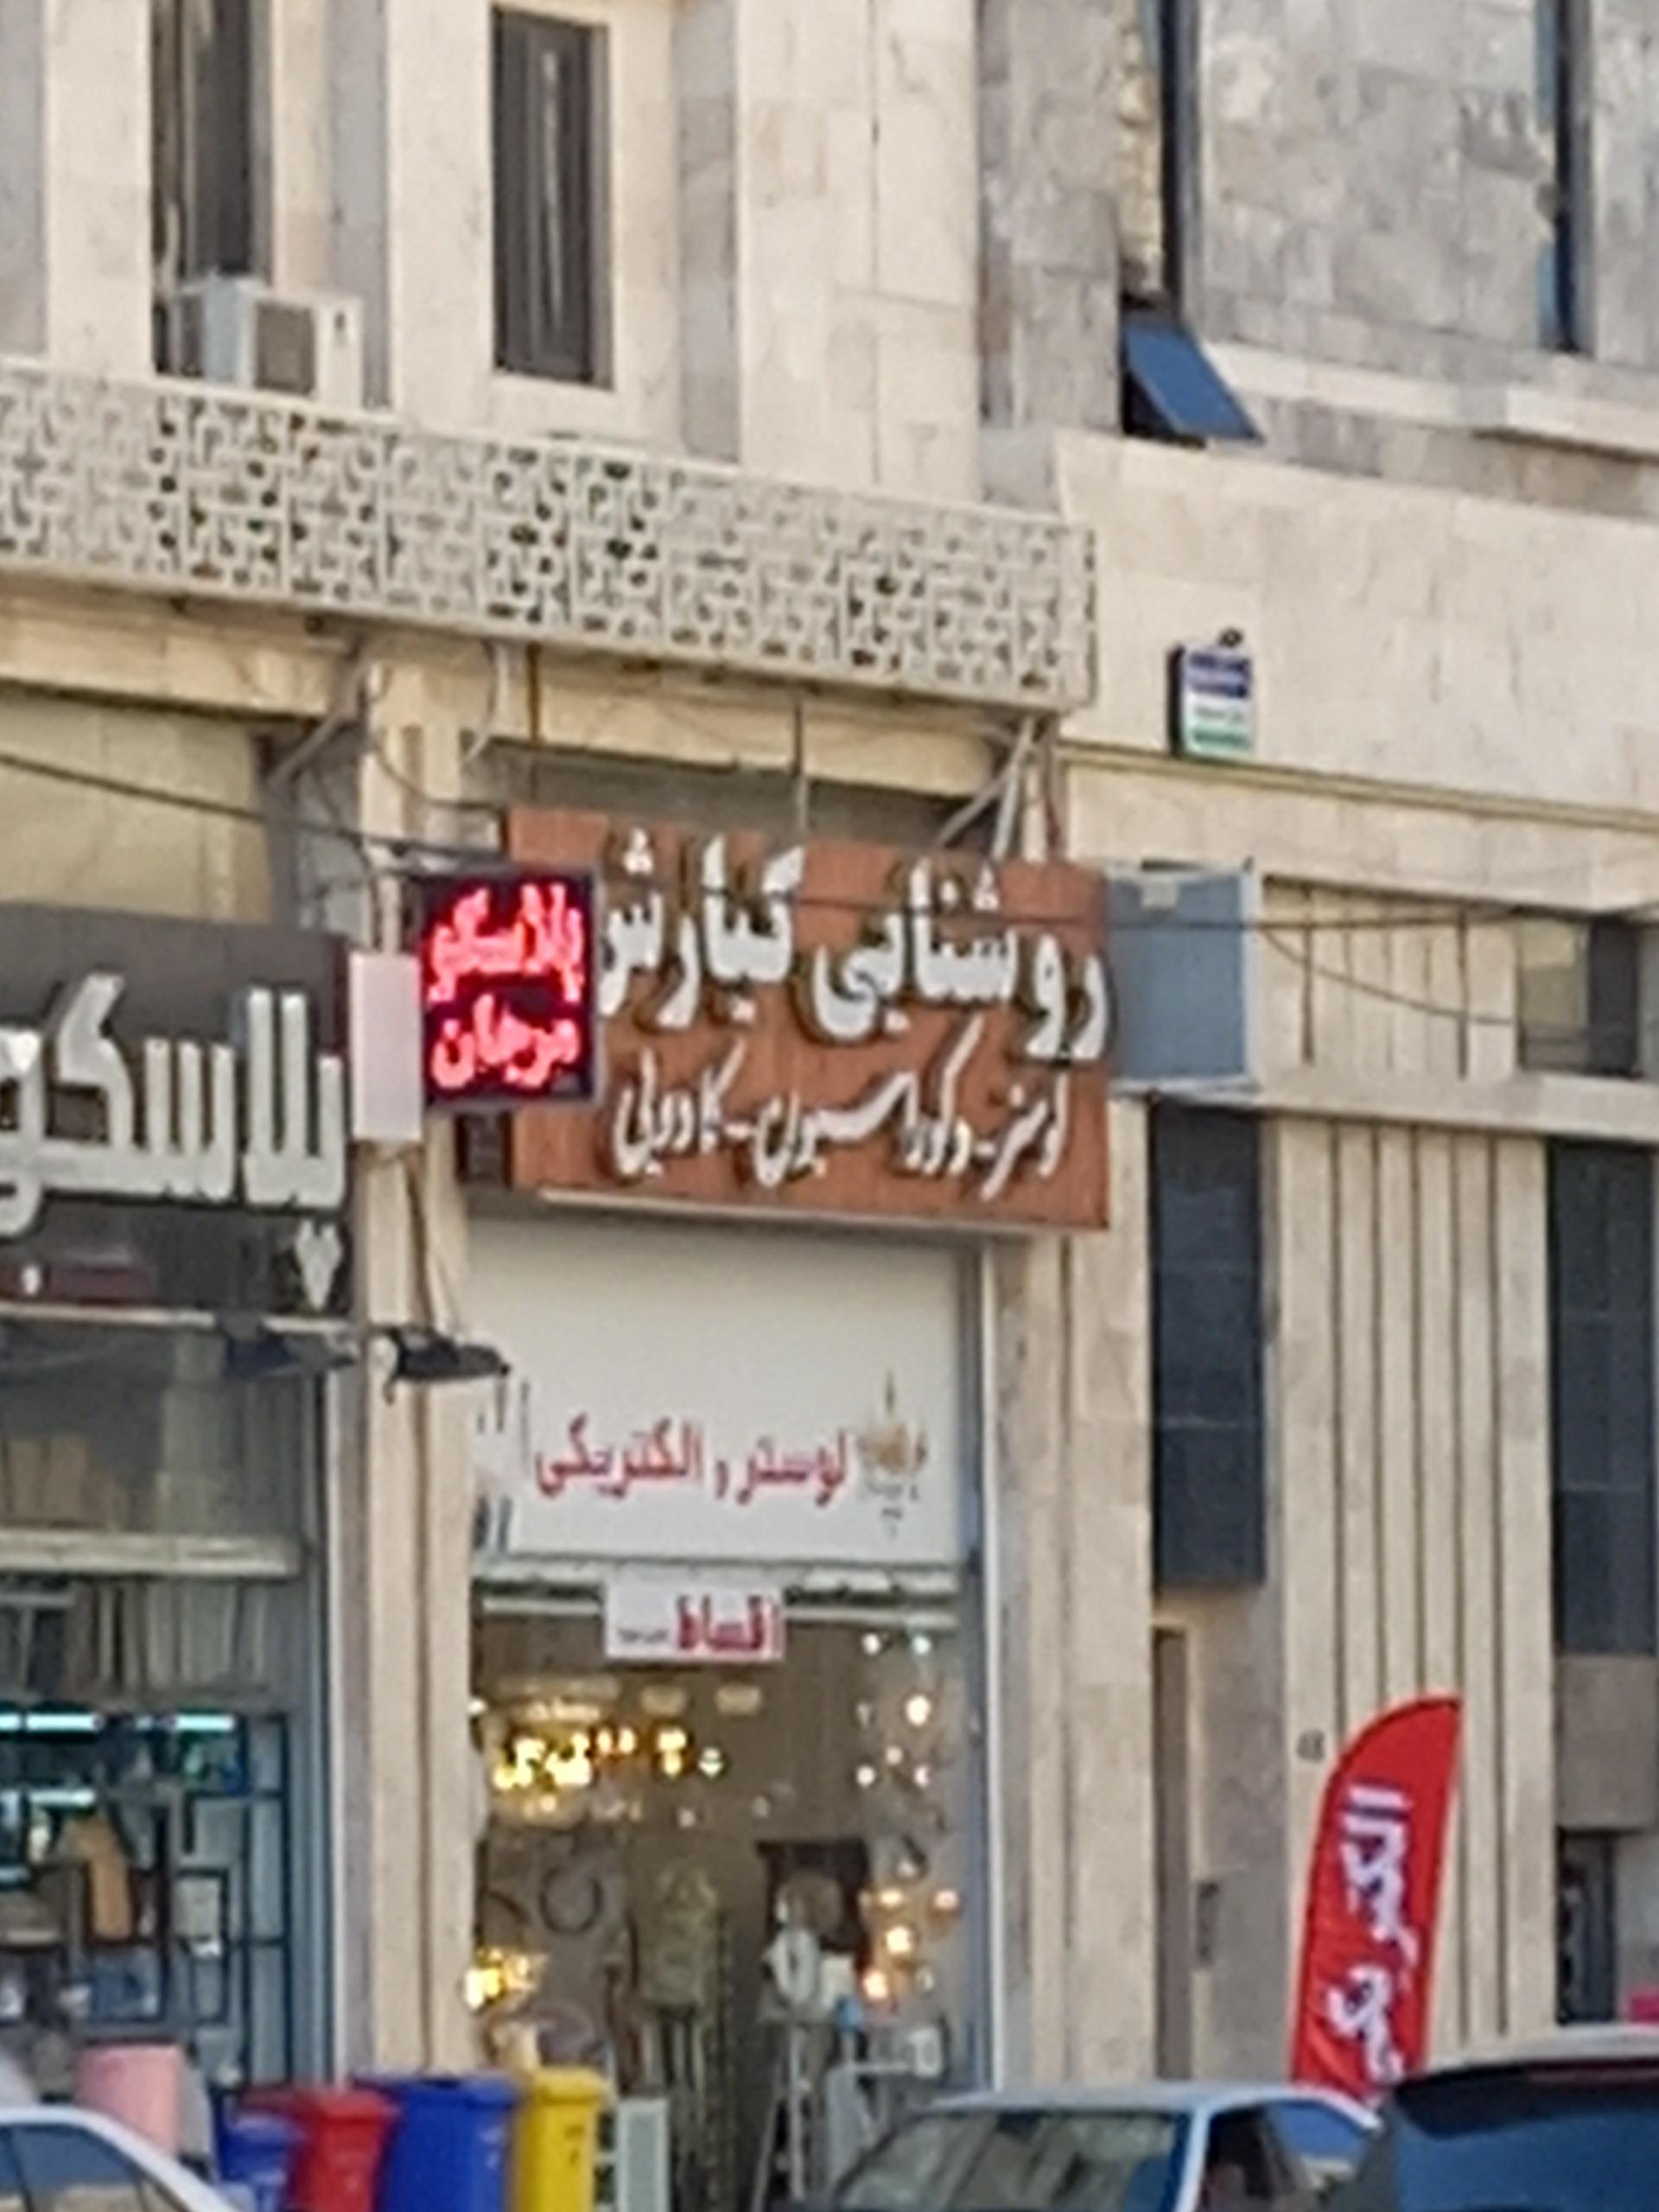 روشنایی کیارش
لوستر-دکوراسیون-کادویی
پلاسکو
مرجان
پلاسکو
لوستر و الکتریکی
اقساط